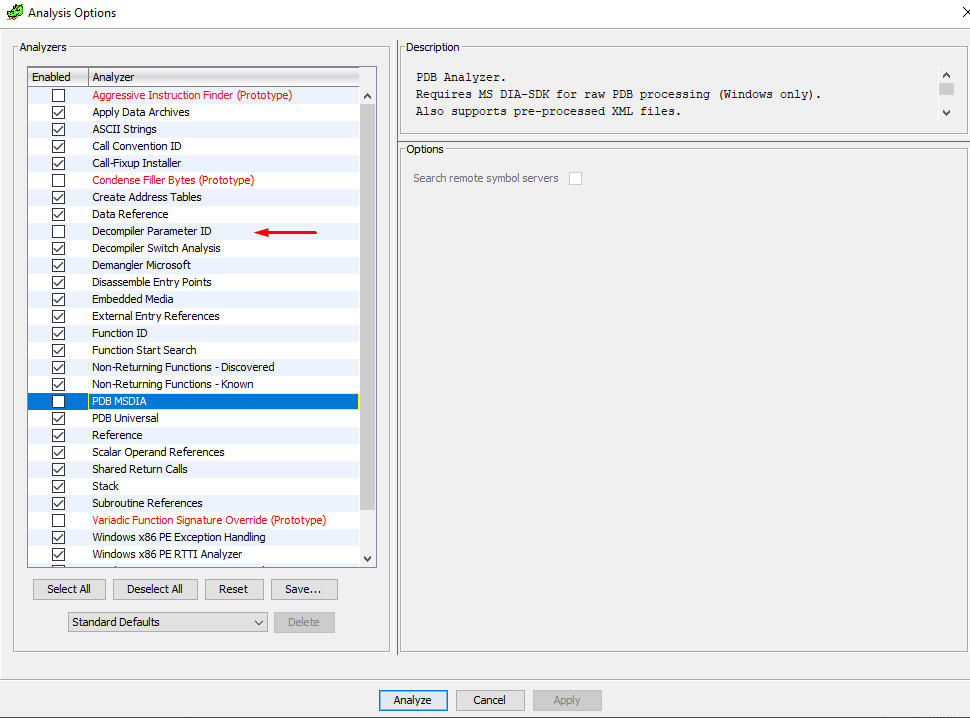 Analysis Options
Analyzers
Enabled Analyzer
Aggressive Instruction Finder (Prototype)
Apply Data Archives
ASCII Strings
Call Convention ID
Call-Fixup Installer
Condense Filler Bytes (Prototype)
Create Address Tables
Data Reference
Decompiler Parameter ID
Decompiler Switch Analysis
Demangler Microsoft
Disassemble Entry Points
Embedded Media
External Entry References
Function ID
Function Start Search
Non-Returning Functions - Discovered
Non-Returning Functions - Known
PDB MSDIA
PDB Universal
Reference
Scalar Operand References
Shared Return Calls
Stack
Subroutine References
Variadic Function Signature Override (Prototype)
Windows x86 PE Exception Handling
Windows x86 PE RTTI Analyzer
Select All Deselect All Reset Save...
Standard Defaults Delete
Description
PDB Analyzer.
Requires MS DIA-SDK for raw PDB processing (Windows only).
Also supports pre-processed XML files.
Options
Search remote symbol servers
Analyze Cancel Apply